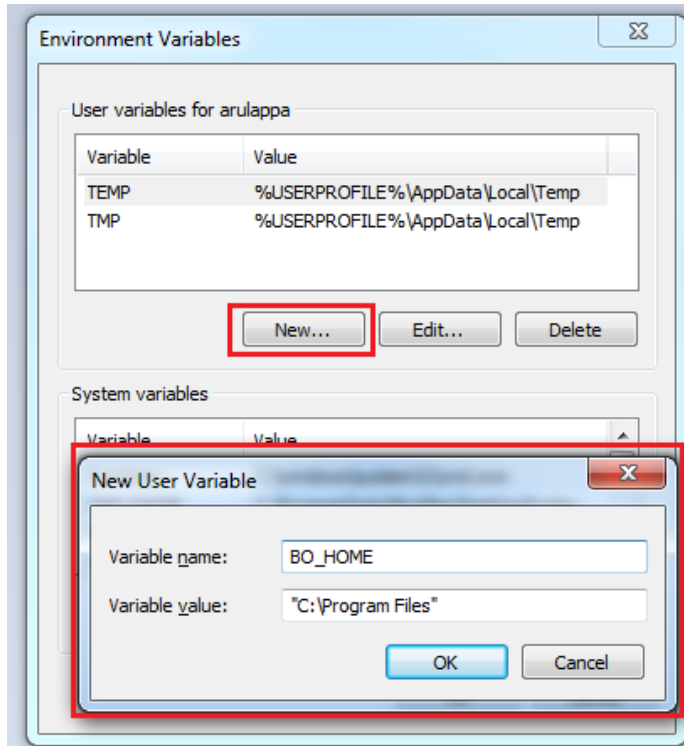 Environment Variables
User variables for arulappa
Variable Value
TEMP %USERPROFILE%\AppData\Local\Temp
TMP %USERPROFILE%\AppData\Local\Temp
New... Edit... Delete
System variables
Variable Value
New User Variable
Variable name: BO_HOME
Variable value: "C:\Program Files"
OK Cancel